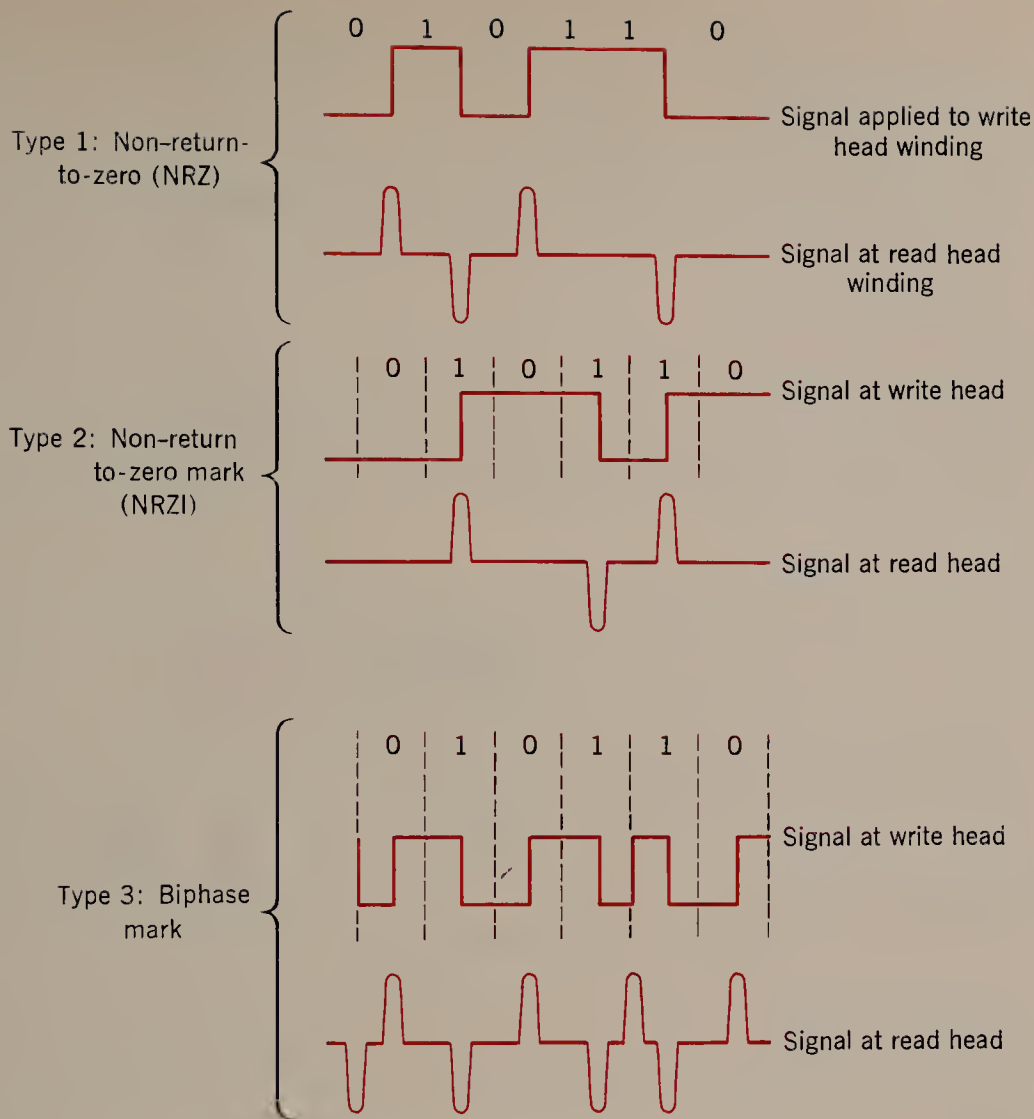 0 1 0 1 1 0
Type 1: Non-return-
to-zero (NRZ)
Signal applied to write
head winding
Signal at read head
winding
0 1 0 1 1 0
Type 2: Non-return
to-zero mark
(NRZI)
Signal at write head
Signal at read head
0 1 0 1 1 0
Type 3: Biphase
mark
Signal at write head
Signal at read head